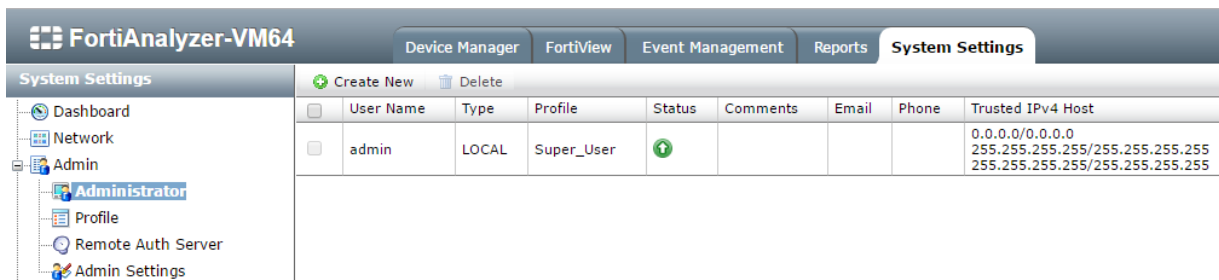 FortiAnalyzer-VM64
Device Manager FortiView Event Management Reports System Settings
System Settings
Create New Delete
Dashboard
Network
Admin
Administrator
Profile
Remote Auth Server
Admin Settings
User Name Type Profile Status Comments Email Phone Trusted IPv4 Host
admin LOCAL Super_User
0.0.0.0/0.0.0.0
255.255.255.255/255.255.255.255
255.255.255.255/255.255.255.255